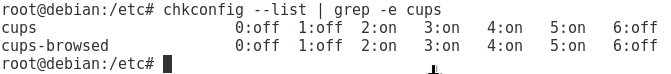 root@debian:/etc# chkconfig --list | grep -e cups
cups                      0:off  1:off  2:on   3:on   4:on   5:on   6:off
cups-browsed              0:off  1:off  2:on   3:on   4:on   5:on   6:off
root@debian:/etc#